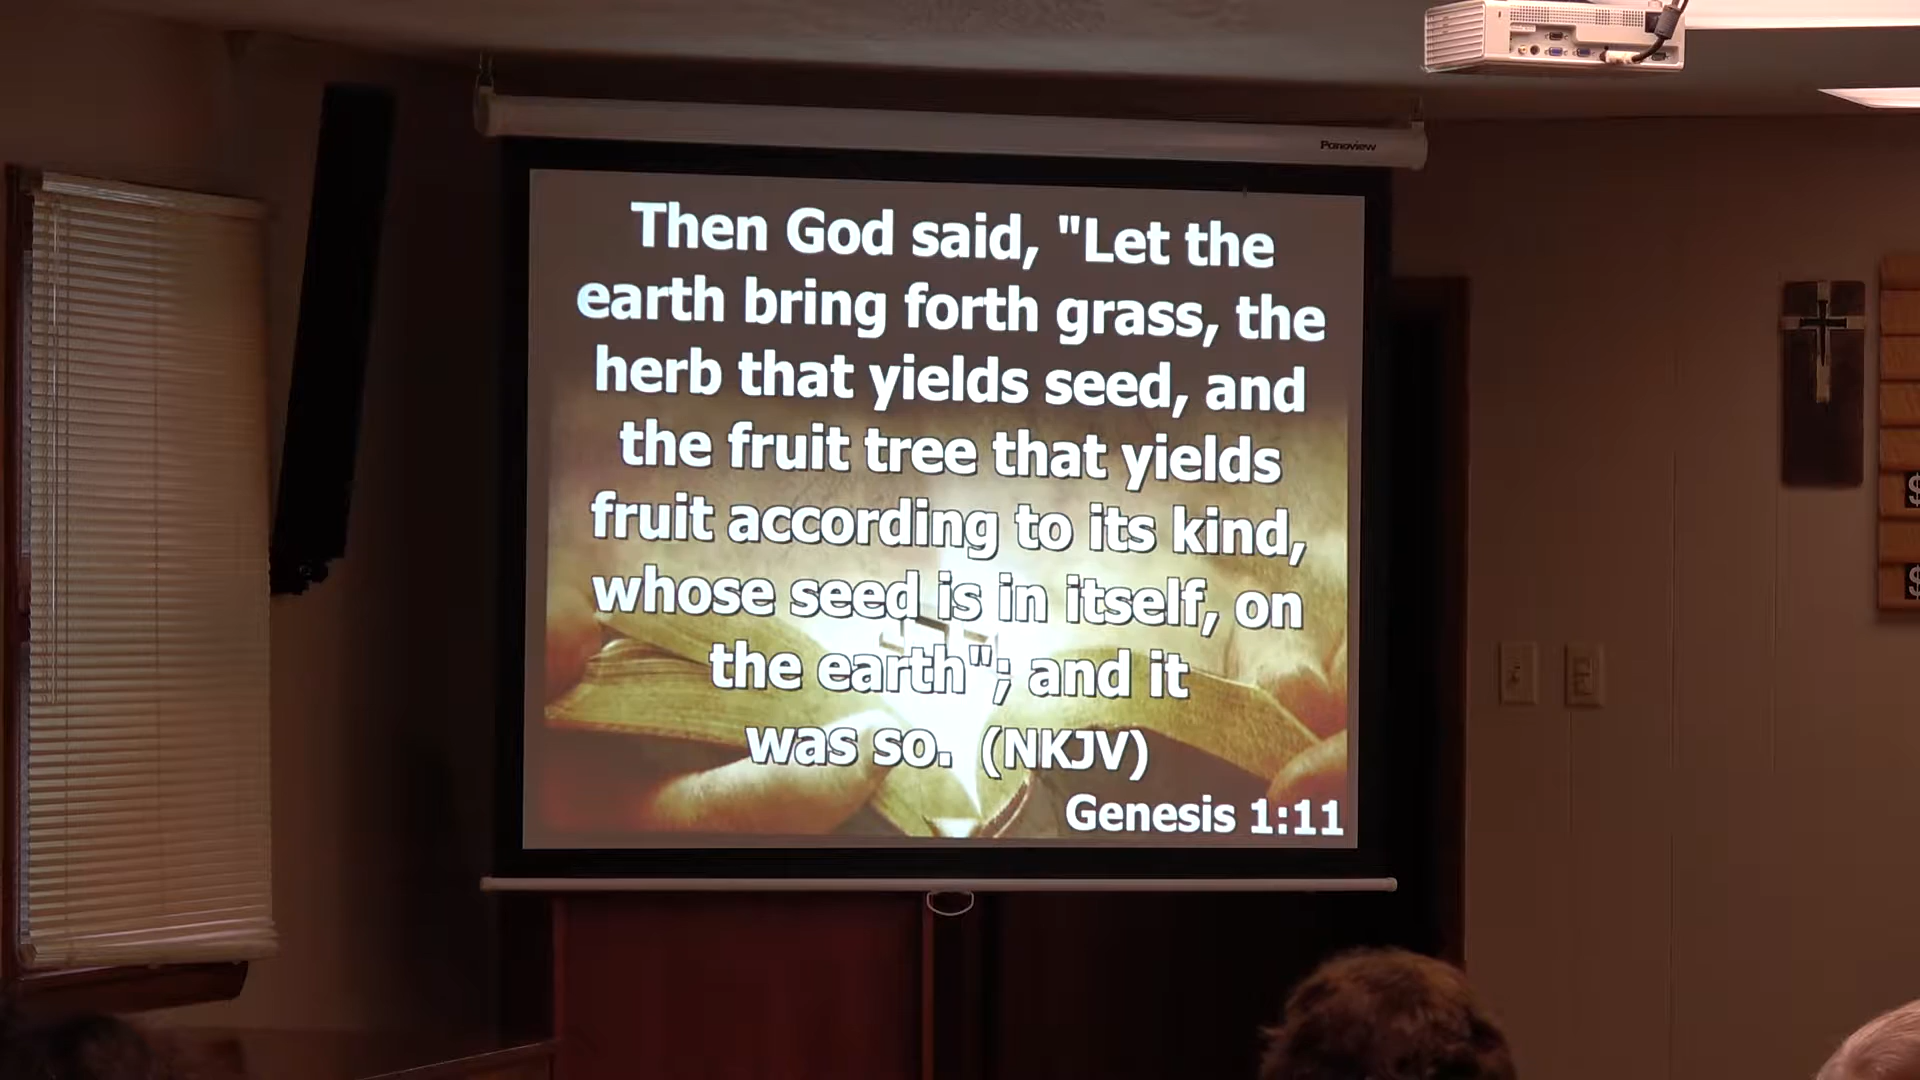 Panoview
Then God said, "Let the
earth bring forth grass, the
herb that yields seed, and
the fruit tree that yields
fruit according to its kind,
whose seed is in itself, on
the earth"; and it
was so. (NKJV)
Genesis 1:11
$
$